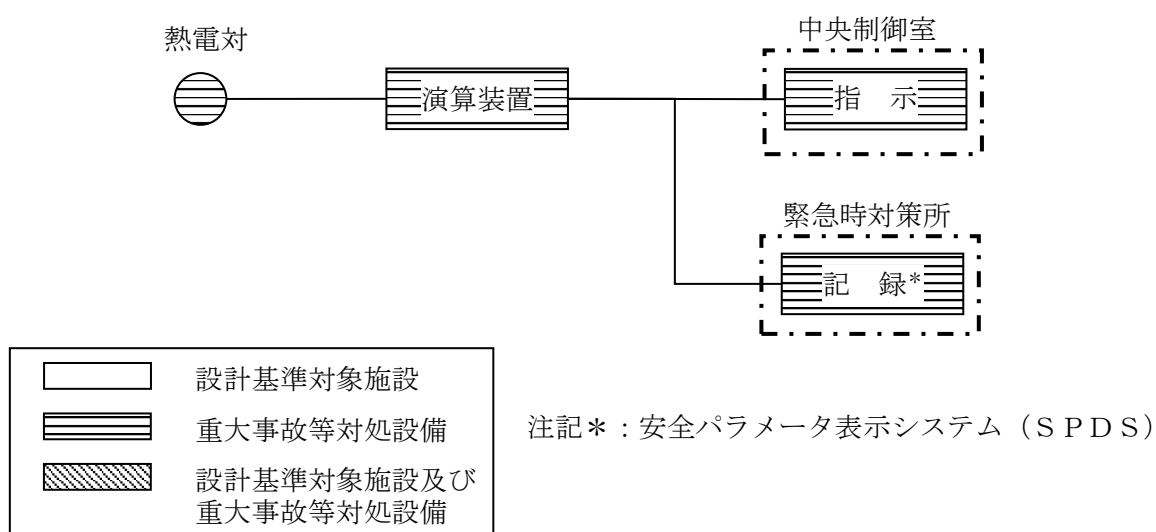 中央制御室
熱電対
演算装置
指　示
緊急時対策所
記　録*
設計基準対象施設
重大事故等対処設備
設計基準対象施設及び
重大事故等対処設備
注記＊：安全パラメータ表示システム（ＳＰＤＳ）